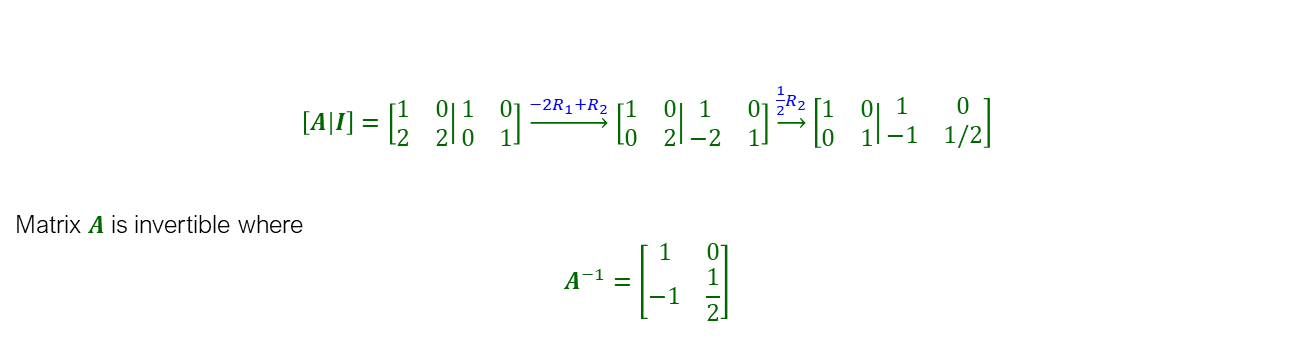 [A|I] = [1 0 | 1 0; 2 2 | 0 1] —(−2R₁+R₂)→ [1 0 | 1 0; 0 2 | −2 1] —(1/2 R₂)→ [1 0 | 1 0; 0 1 | −1 1/2]
Matrix A is invertible where
A⁻¹ = [1 0; −1 1/2]